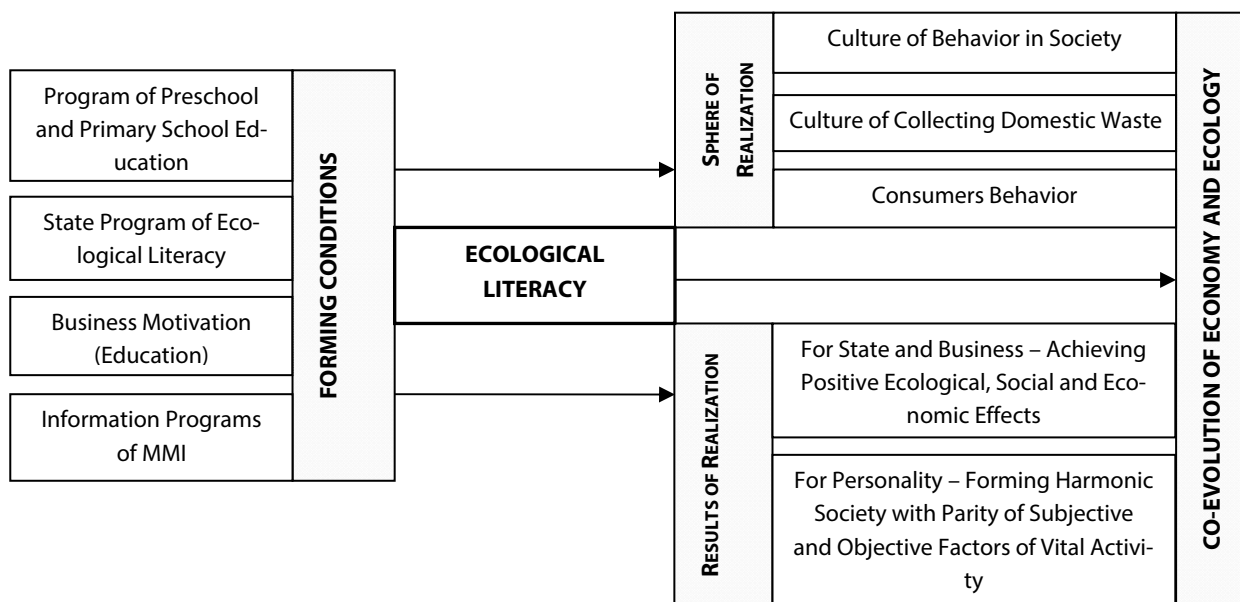 Program of Preschool
and Primary School Ed-
ucation
State Program of Eco-
logical Literacy
Business Motivation
(Education)
Information Programs
of MMI
FORMING CONDITIONS
ECOLOGICAL
LITERACY
SPHERE OF
REALIZATION
Culture of Behavior in Society
Culture of Collecting Domestic Waste
Consumers Behavior
RESULTS OF REALIZATION
For State and Business – Achieving
Positive Ecological, Social and Eco-
nomic Effects
For Personality – Forming Harmonic
Society with Parity of Subjective
and Objective Factors of Vital Activi-
ty
CO-EVOLUTION OF ECONOMY AND ECOLOGY